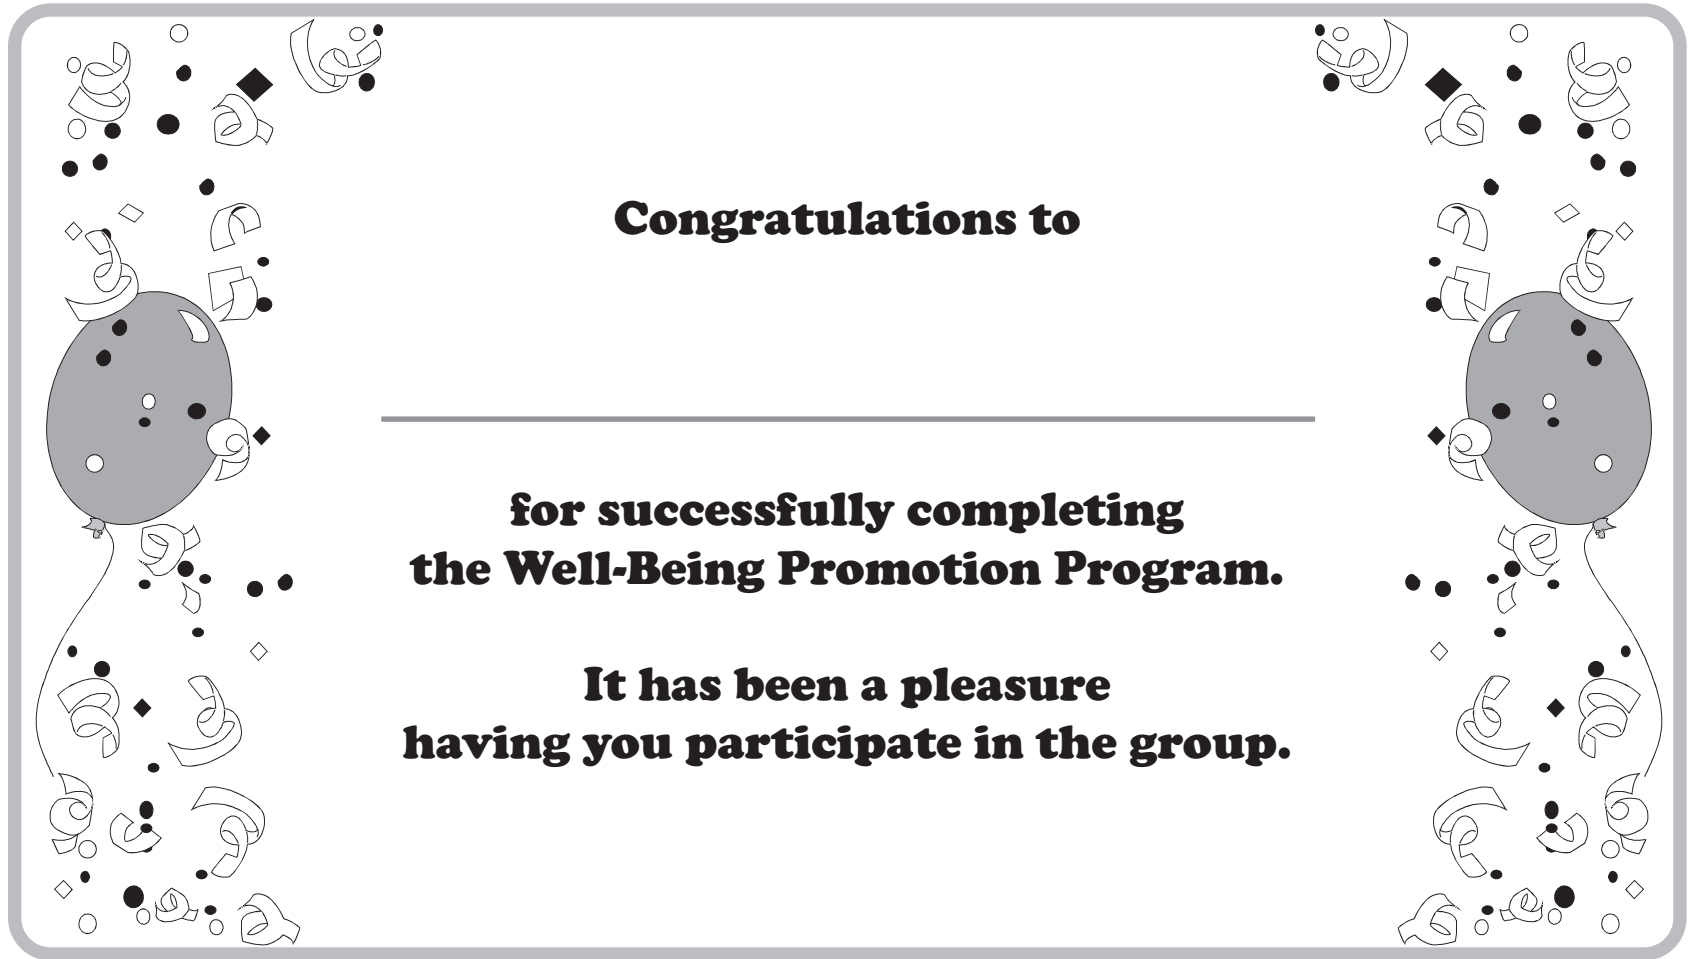 Congratulations to
for successfully completing
the Well-Being Promotion Program.
It has been a pleasure
having you participate in the group.